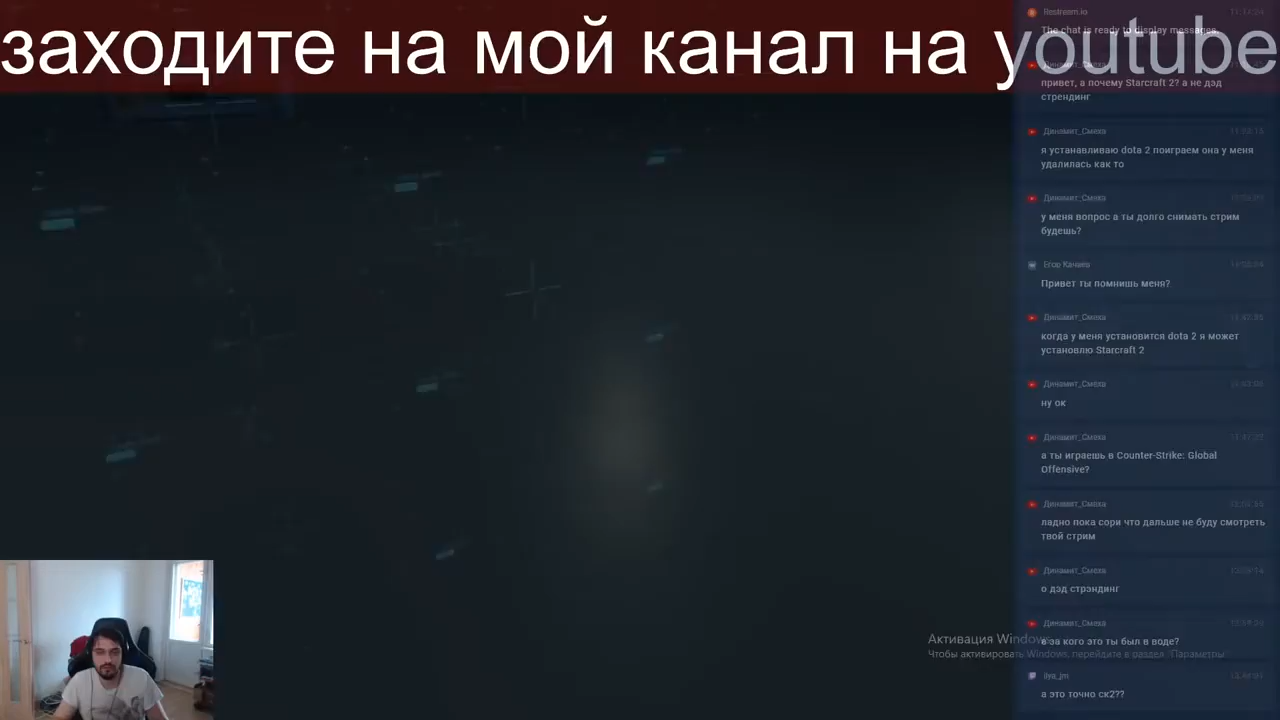 заходите на мой канал на youtube
Restream.io
The chat is ready to display messages.
Динамит_Смеха
привет, а почему Starcraft 2? а не дэд
стрендинг
Динамит_Смеха
я устанавливаю dota 2 поиграем она у меня
удалилась как то
Динамит_Смеха
у меня вопрос а ты долго снимать стрим
будешь?
Егор Канаев
Привет ты помнишь меня?
Динамит_Смеха
когда у меня установится dota 2 я может
установлю Starcraft 2
Динамит_Смеха
ну ок
Динамит_Смеха
а ты играешь в Counter-Strike: Global
Offensive?
Динамит_Смеха
ладно пока сори что дальше не буду смотреть
твой стрим
Динамит_Смеха
о дэд стрэндинг
Динамит_Смеха
а за кого это ты был в воде?
Активация Windows
Чтобы активировать Windows, перейдите в раздел "Параметры
ilya_jm
а это точно ск2??